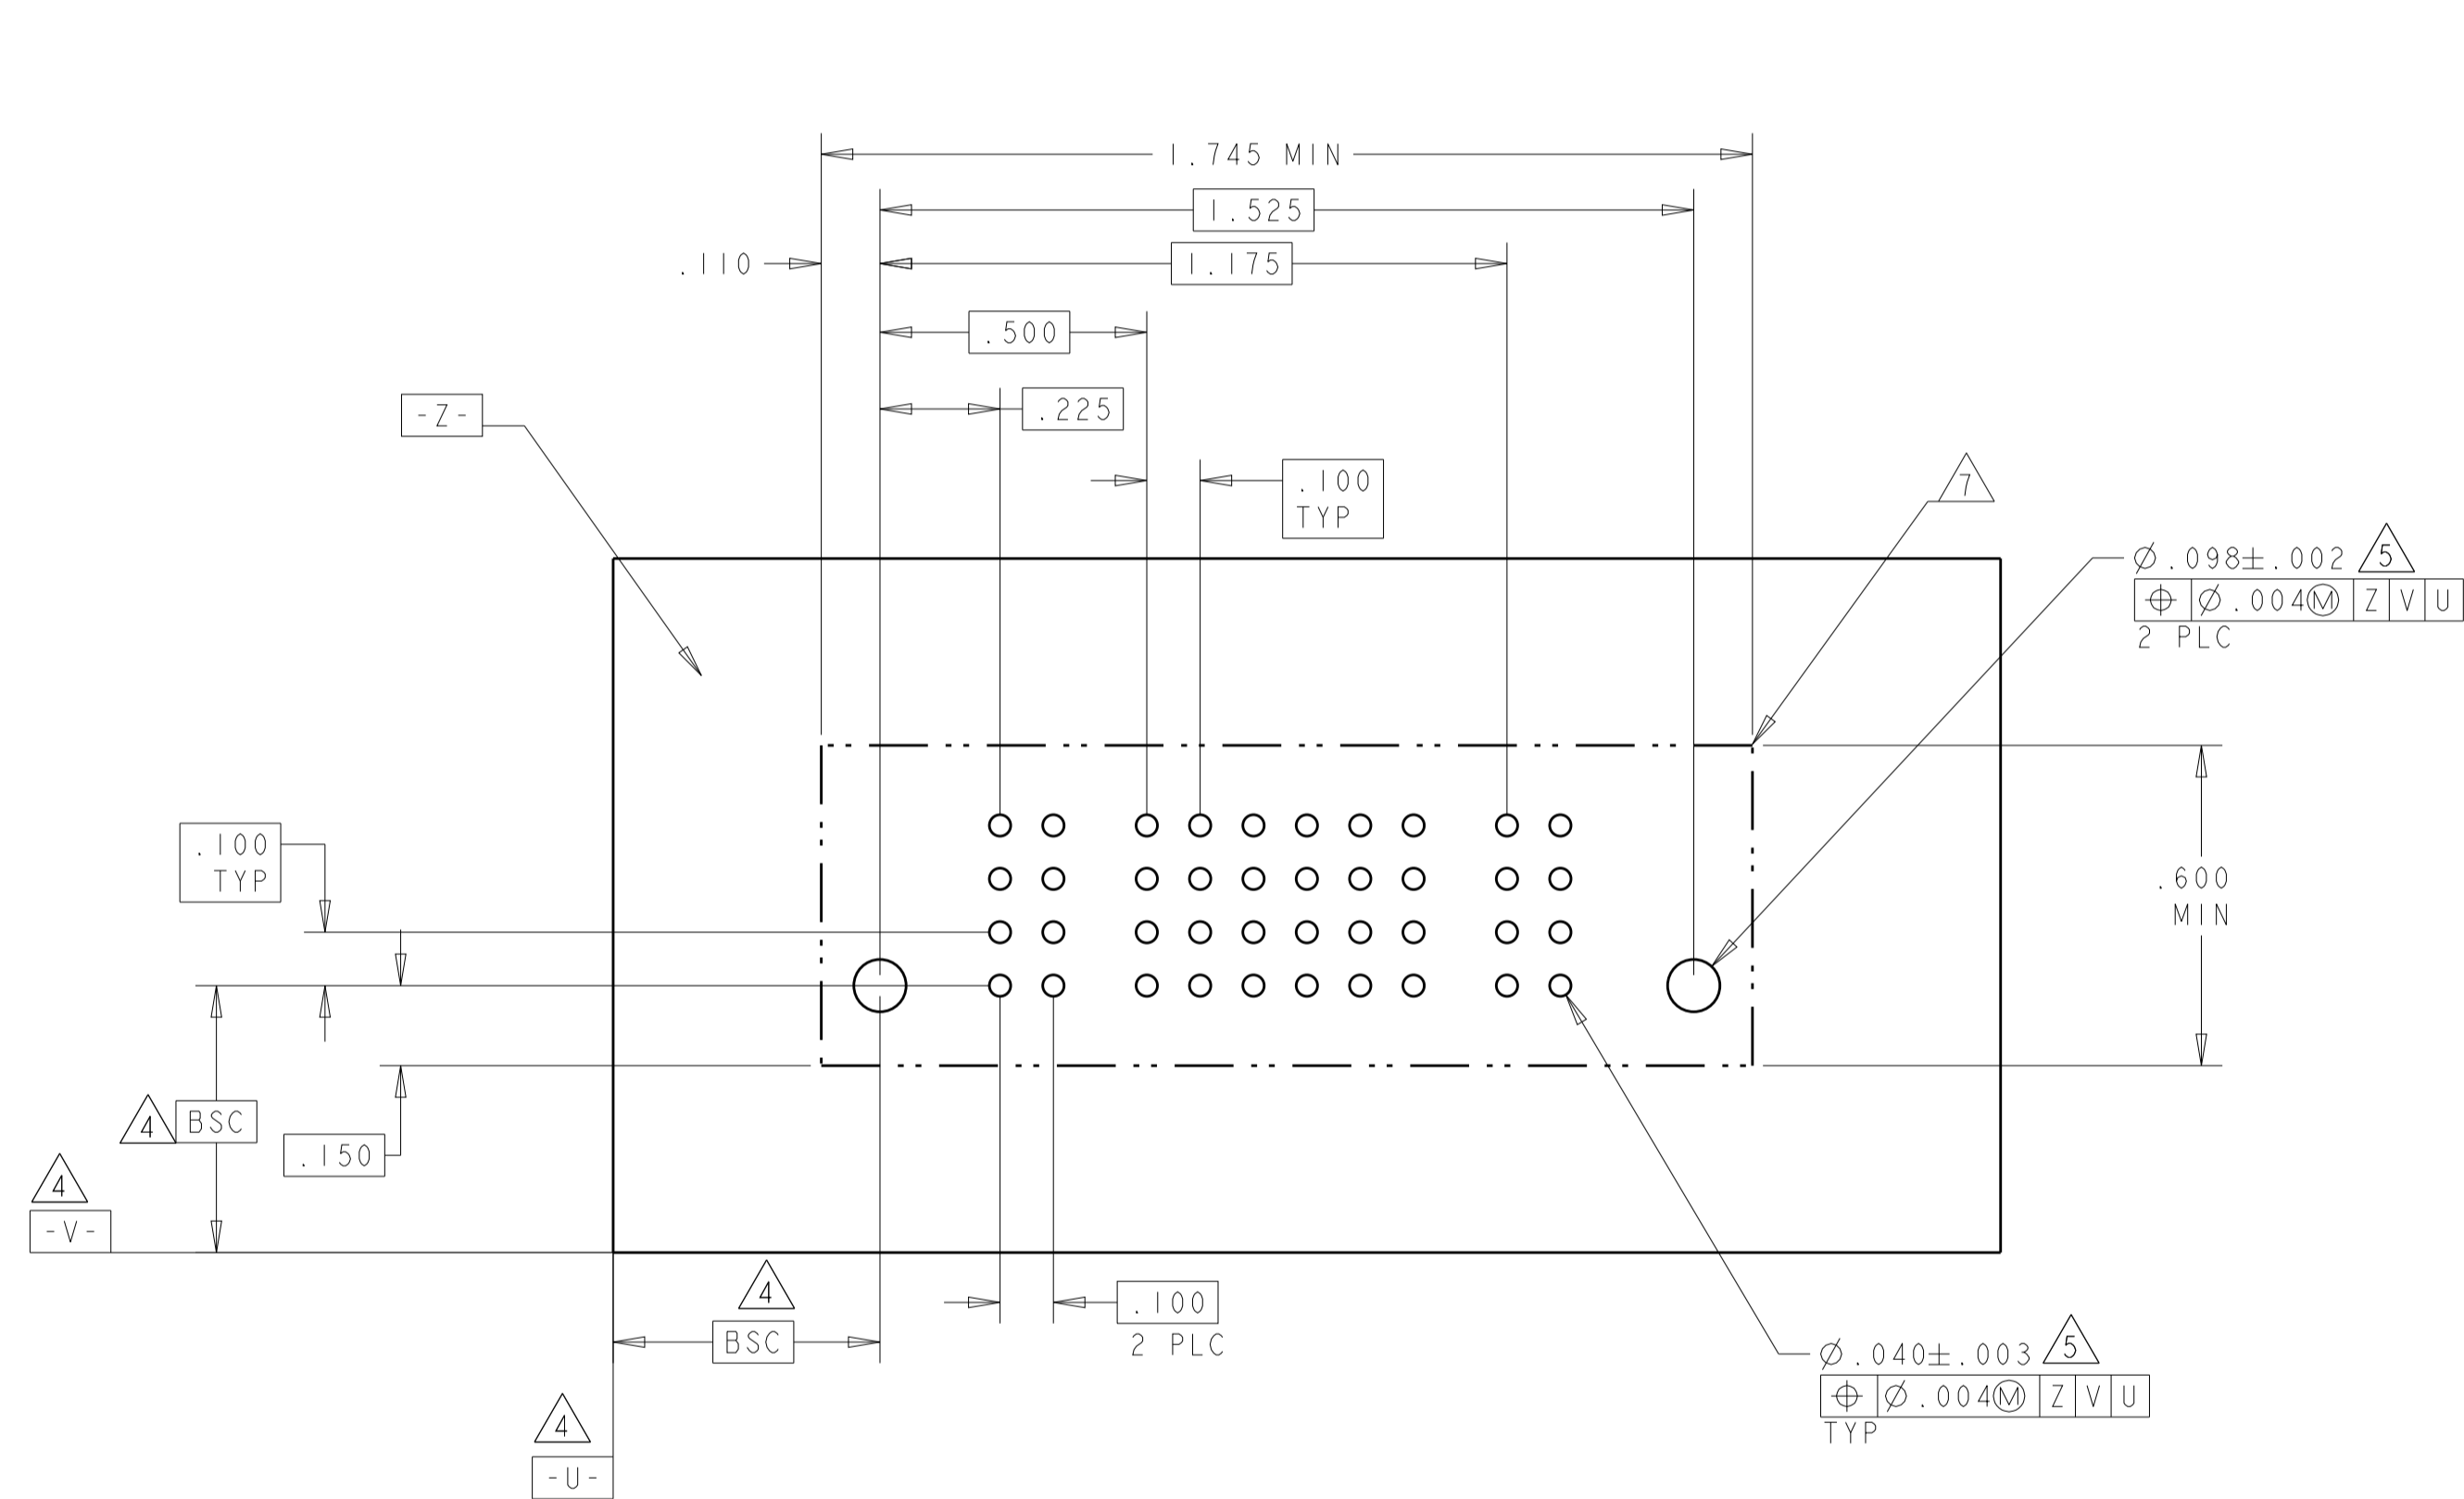 1.745 MIN
1.525
.110
1.175
.500
-Z-
.225
.100
TYP
7
Ø.098±.002 5
⌖ Ø.004Ⓜ Z V U
2 PLC
.100
TYP
.600
MIN
4 BSC
.150
4
-V-
4
BSC
.100
2 PLC
Ø.040±.003 5
⌖ Ø.004Ⓜ Z V U
TYP
4
-U-